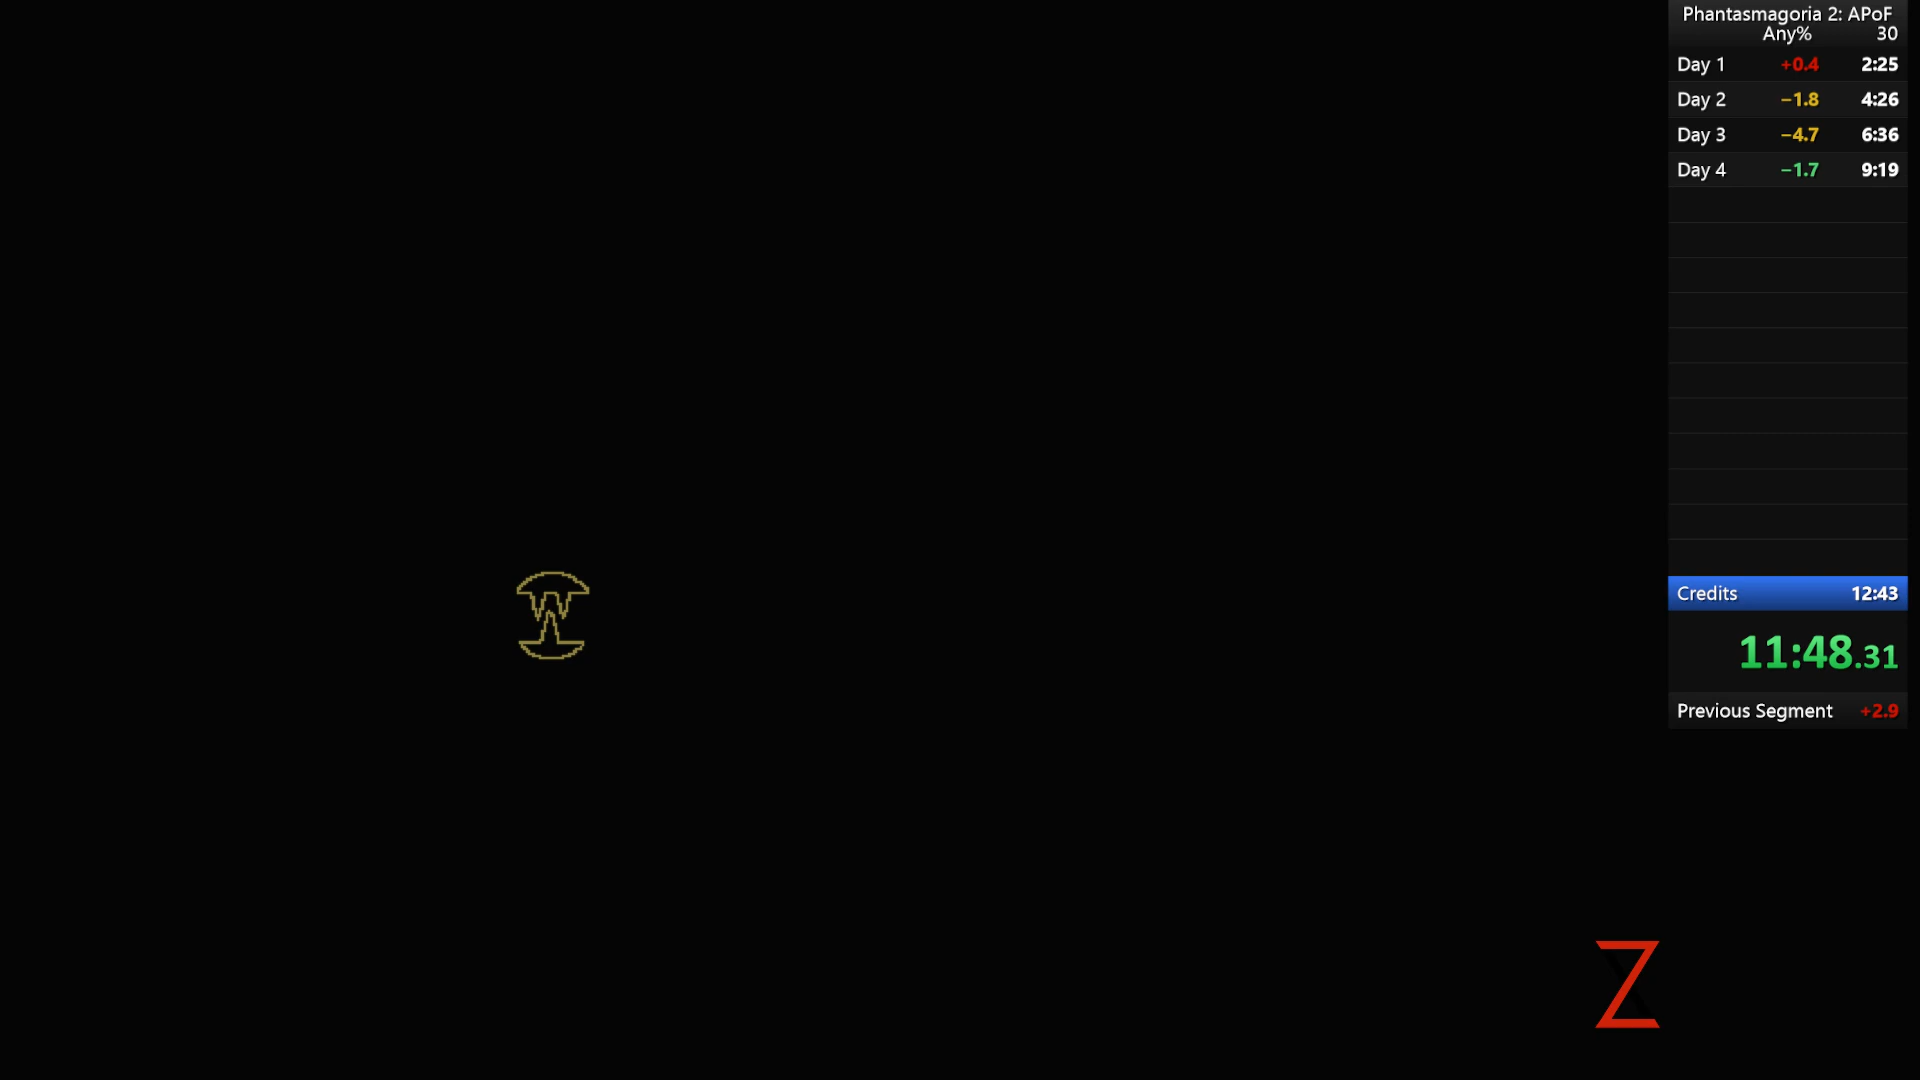 Phantasmagoria 2: APoF
Any% 30
Day 1 +0.4 2:25
Day 2 −1.8 4:26
Day 3 −4.7 6:36
Day 4 −1.7 9:19
Credits 12:43
11:48.31
Previous Segment +2.9
Z